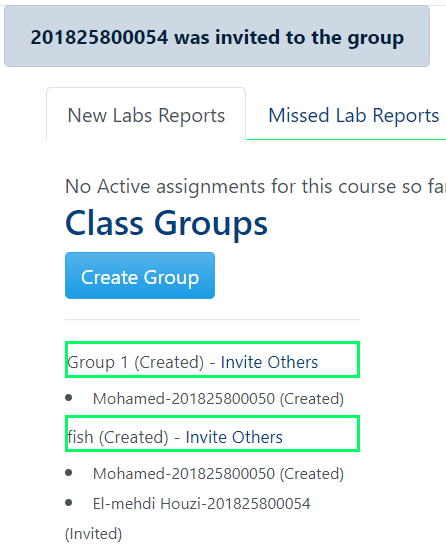 201825800054 was invited to the group
New Labs Reports
Missed Lab Reports
No Active assignments for this course so
Class Groups
Create Group
Group 1 (Created) - Invite Others
Mohamed-201825800050 (Created)
fish (Created) - Invite Others
Mohamed-201825800050 (Created)
El-mehdi Houzi-201825800054
(Invited)